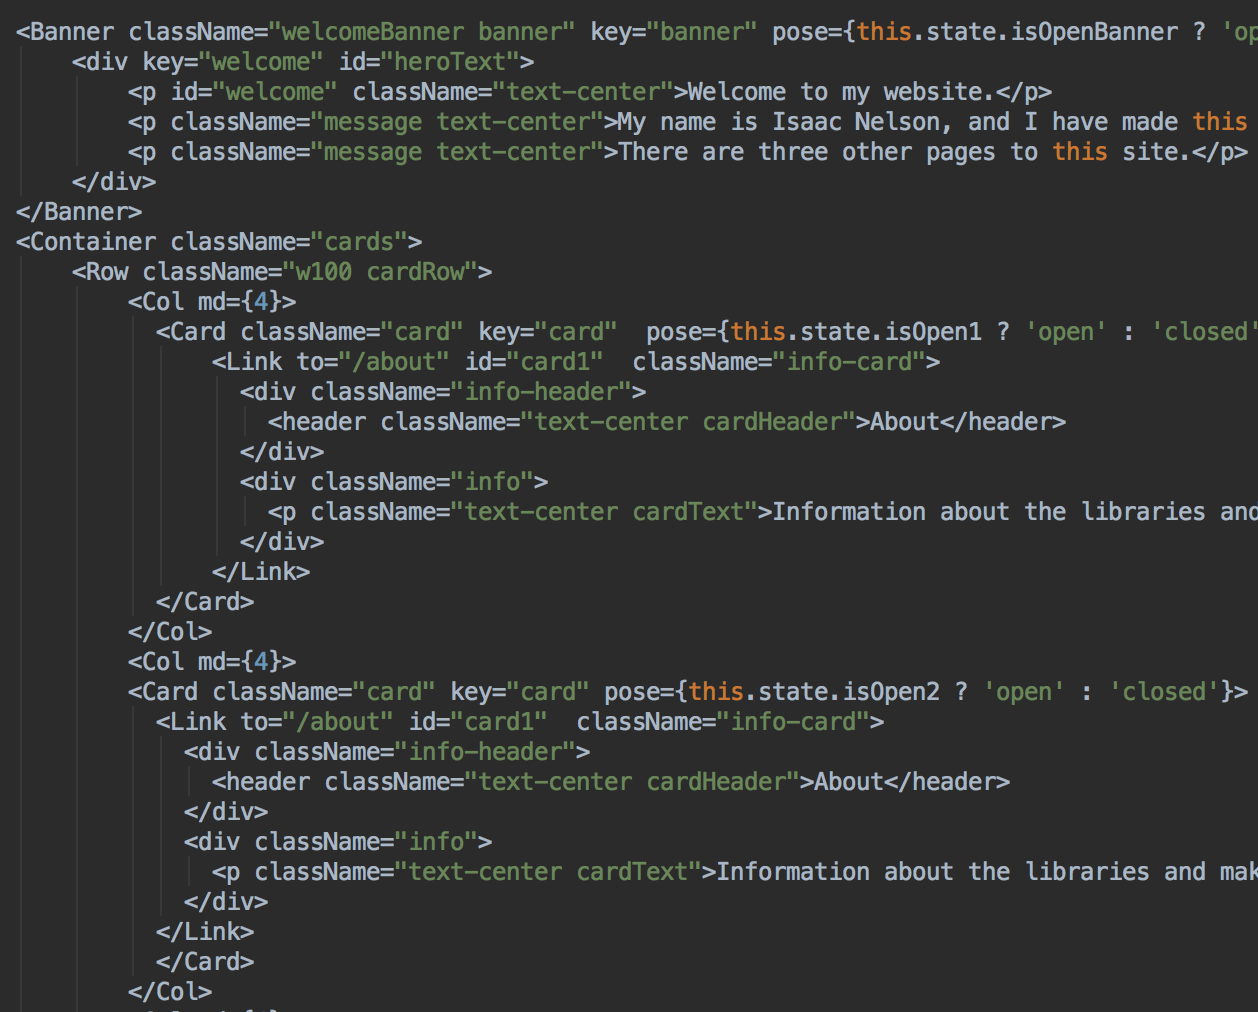 <Banner className="welcomeBanner banner" key="banner" pose={this.state.isOpenBanner ? 'op
<div key="welcome" id="heroText">
<p id="welcome" className="text-center">Welcome to my website.</p>
<p className="message text-center">My name is Isaac Nelson, and I have made this
<p className="message text-center">There are three other pages to this site.</p>
</div>
</Banner>
<Container className="cards">
<Row className="w100 cardRow">
<Col md={4}>
<Card className="card" key="card"  pose={this.state.isOpen1 ? 'open' : 'closed'
<Link to="/about" id="card1"  className="info-card">
<div className="info-header">
<header className="text-center cardHeader">About</header>
</div>
<div className="info">
<p className="text-center cardText">Information about the libraries and
</div>
</Link>
</Card>
</Col>
<Col md={4}>
<Card className="card" key="card" pose={this.state.isOpen2 ? 'open' : 'closed'}>
<Link to="/about" id="card1"  className="info-card">
<div className="info-header">
<header className="text-center cardHeader">About</header>
</div>
<div className="info">
<p className="text-center cardText">Information about the libraries and mak
</div>
</Link>
</Card>
</Col>